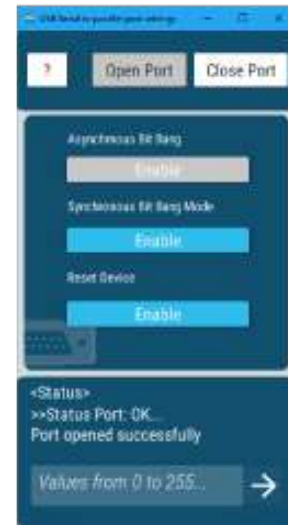 USB Serial to parallel port settings
?
Open Port
Close Port
Asynchronous Bit Bang
Enable
Synchronous Bit Bang Mode
Enable
Reset Device
Enable
<Status>
>>Status Port: OK...
Port opened successfully
Values from 0 to 255...